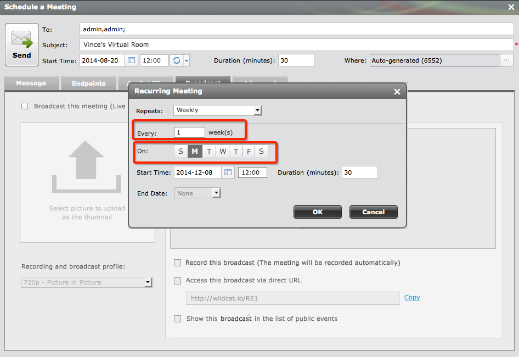 Schedule a Meeting
To: admin,admin;
Send
Subject: Vince's Virtual Room *
Start Time: 2014-08-20 12:00 Duration (minutes): 30 Where: Auto-generated (6552) ...
Message Endpoints Broadcast
Broadcast this meeting (Live
Select picture to upload
as the thumbnail
Recording and broadcast profile:
720p - Picture in Picture
Recurring Meeting
Repeats: Weekly
Every: 1 week(s)
On: S M T W T F S
Start Time: 2014-12-08 12:00 Duration (minutes): 30
End Date: None
OK Cancel
Record this broadcast (The meeting will be recorded automatically)
Access this broadcast via direct URL
http://wildcat.io/RE1 Copy
Show this broadcast in the list of public events